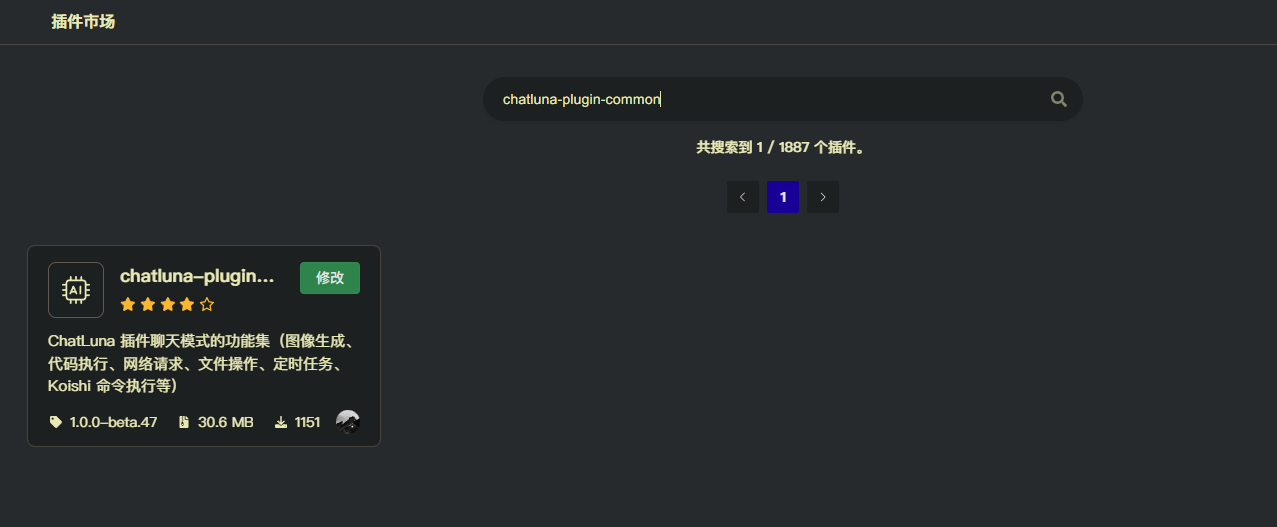 插件市场
chatluna-plugin-common
共搜索到 1 / 1887 个插件。
1
AI
chatluna-plugin...
修改
ChatLuna 插件聊天模式的功能集（图像生成、
代码执行、网络请求、文件操作、定时任务、
Koishi 命令执行等）
1.0.0-beta.47 30.6 MB 1151